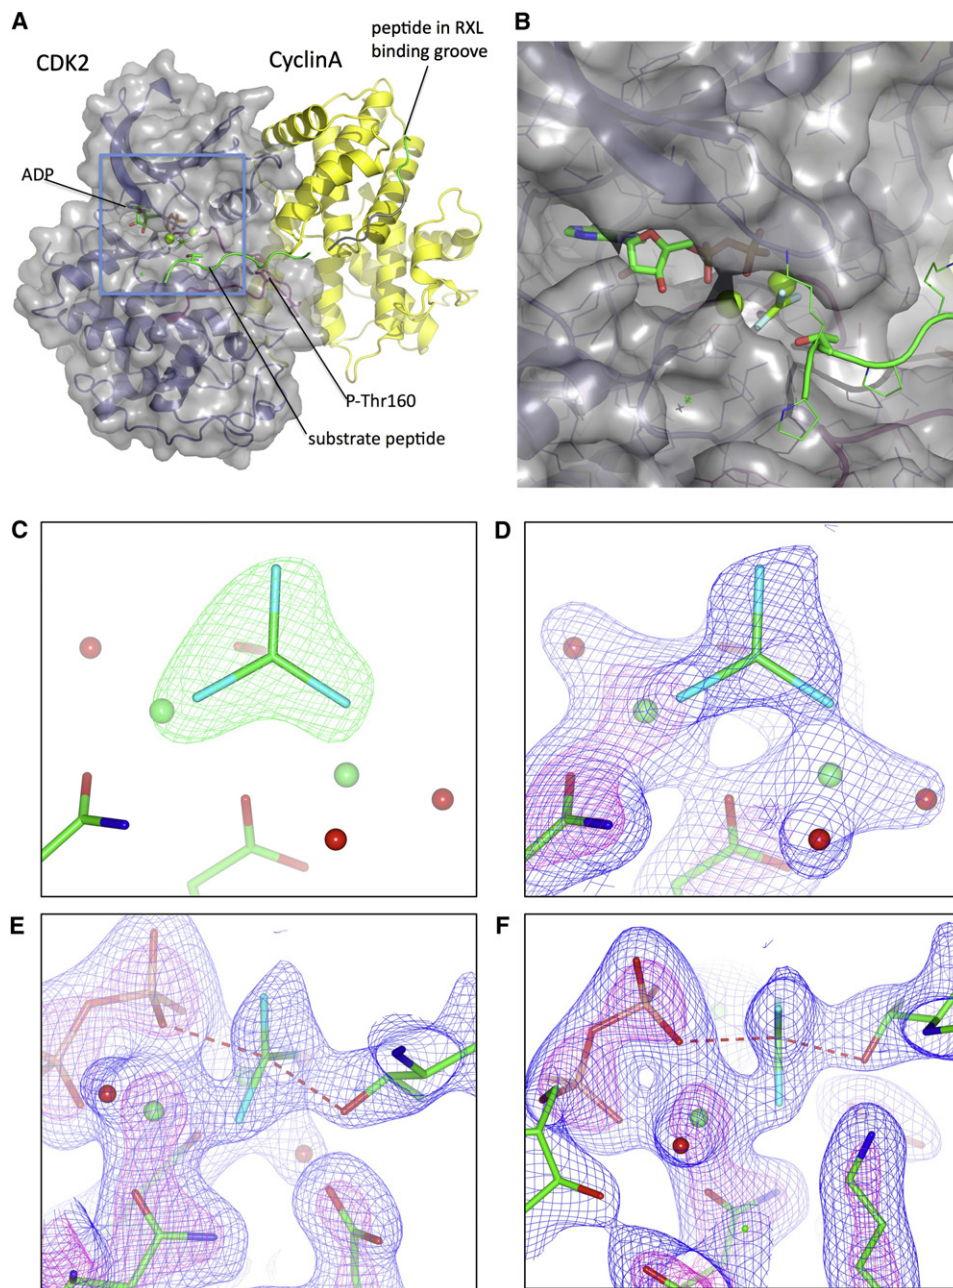 A
CDK2
CyclinA
peptide in RXL
binding groove
ADP
P-Thr160
substrate peptide
B
C
D
E
F